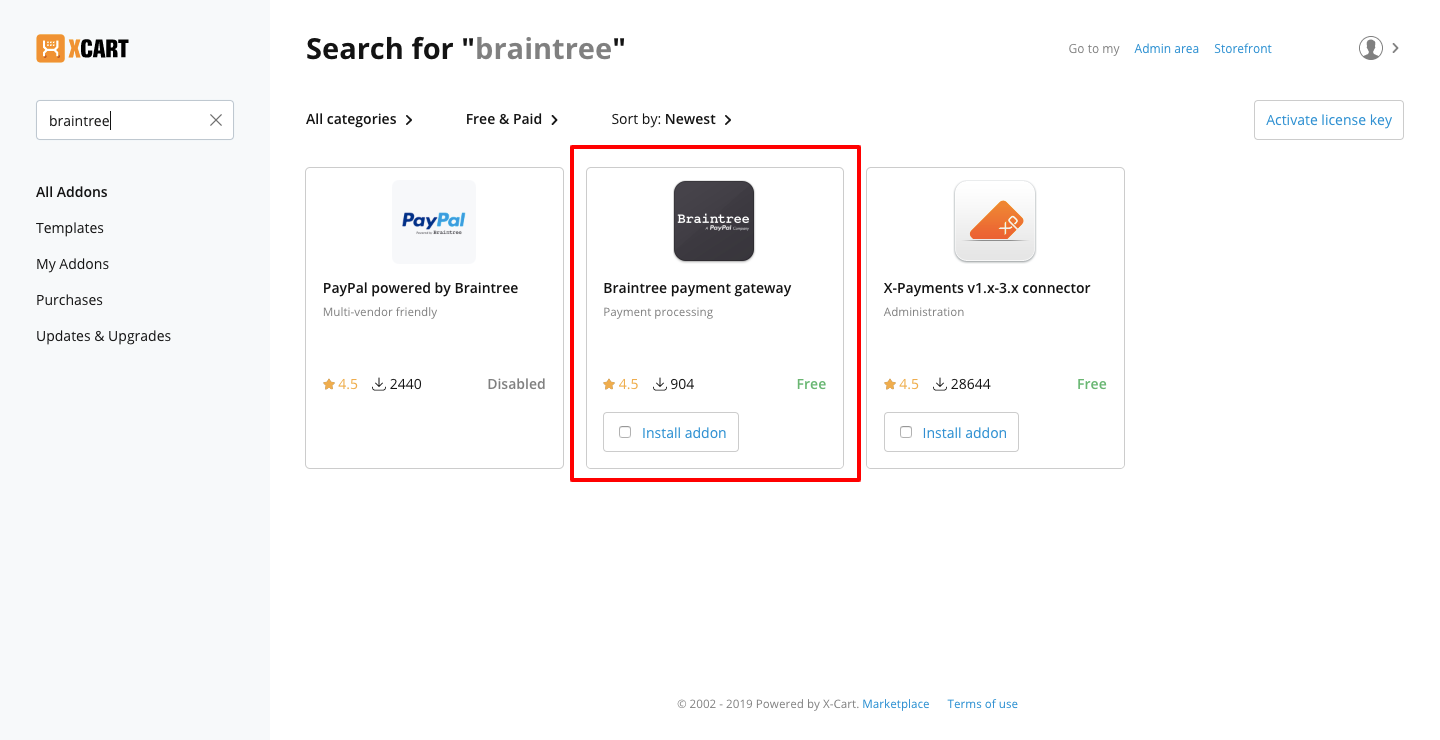 XCART
braintree
All Addons
Templates
My Addons
Purchases
Updates & Upgrades
Search for "braintree"
Go to my Admin area Storefront
All categories Free & Paid Sort by: Newest
Activate license key
PayPal
Powered by Braintree
PayPal powered by Braintree
Multi-vendor friendly
4.5 2440 Disabled
Braintree
A PayPal Company
Braintree payment gateway
Payment processing
4.5 904 Free
Install addon
X-Payments v1.x-3.x connector
Administration
4.5 28644 Free
Install addon
© 2002 - 2019 Powered by X-Cart. Marketplace Terms of use